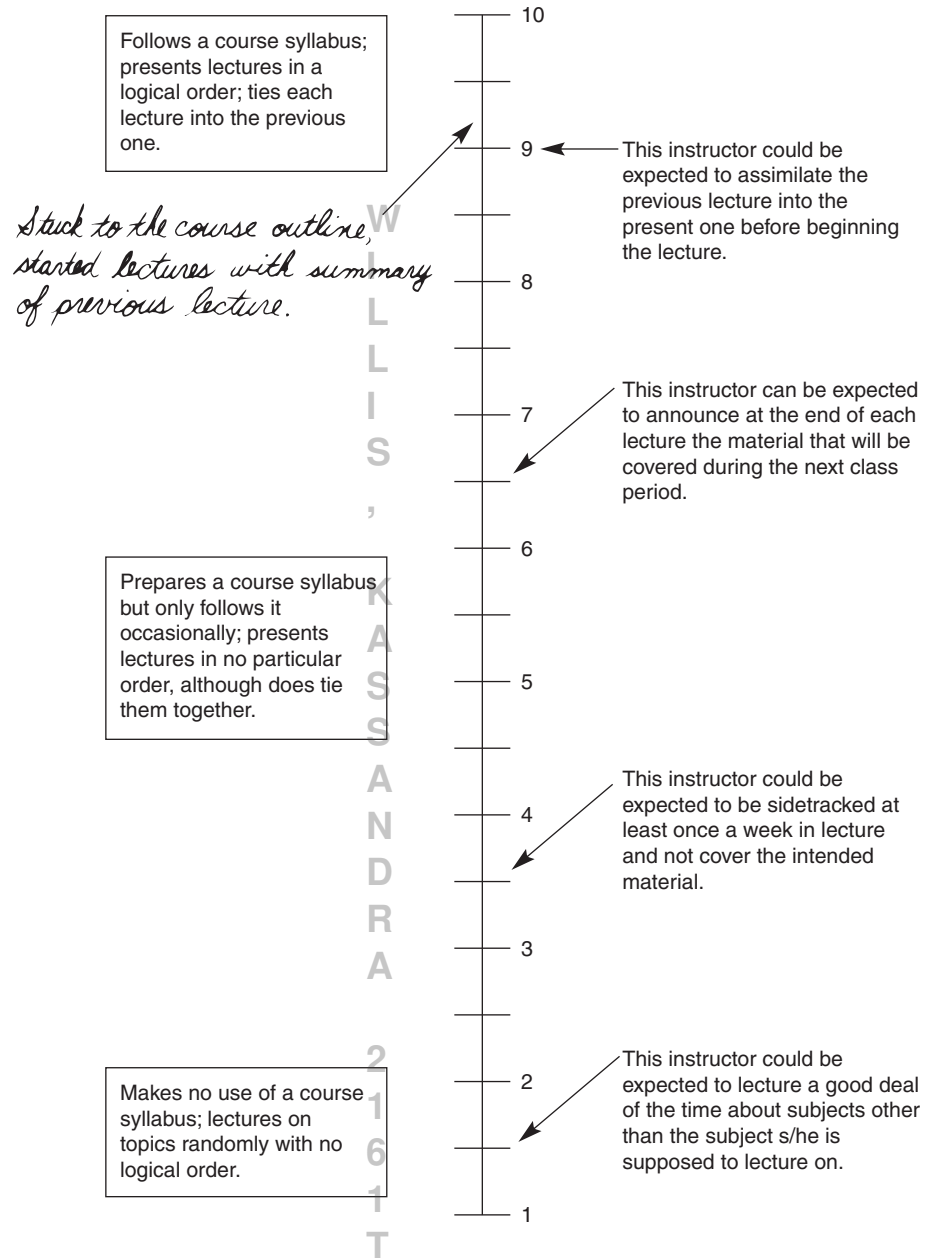 10
Follows a course syllabus;
presents lectures in a
logical order; ties each
lecture into the previous
one.
9
This instructor could be
expected to assimilate the
previous lecture into the
present one before beginning
the lecture.
Stuck to the course outline,
started lectures with summary
of previous lecture.
8
This instructor can be expected
to announce at the end of each
lecture the material that will be
covered during the next class
period.
7
6
Prepares a course syllabus
but only follows it
occasionally; presents
lectures in no particular
order, although does tie
them together.
5
This instructor could be
expected to be sidetracked at
least once a week in lecture
and not cover the intended
material.
4
3
This instructor could be
expected to lecture a good deal
of the time about subjects other
than the subject s/he is
supposed to lecture on.
2
Makes no use of a course
syllabus; lectures on
topics randomly with no
logical order.
1
WILLIS, KASSANDRA 2161T